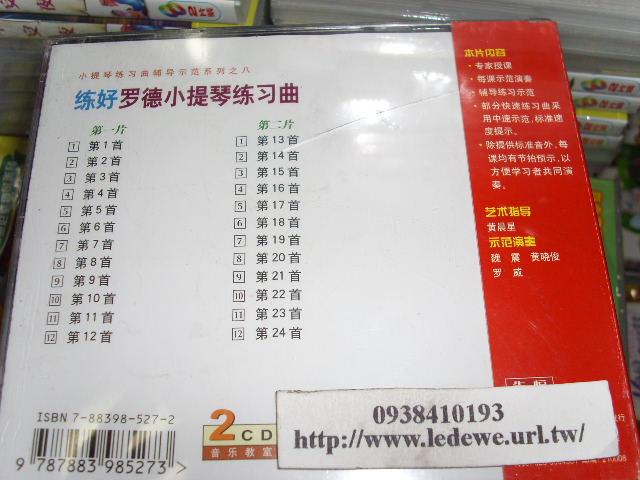 小提琴练习曲辅导示范系列之八
练好罗德小提琴练习曲
第一片
1 第1首
2 第2首
3 第3首
4 第4首
5 第5首
6 第6首
7 第7首
8 第8首
9 第9首
10 第10首
11 第11首
12 第12首
第二片
1 第13首
2 第14首
3 第15首
4 第16首
5 第17首
6 第18首
7 第19首
8 第20首
9 第21首
10 第22首
11 第23首
12 第24首
本片内容
• 专家授课
• 每课示范演奏
• 辅导练习示范
• 部分快速练习曲采
用中速示范,标准速
度提示。
• 除提供标准音外,每
课均有节拍预示,以
方便学习者共同演
奏。
艺术指导
黄晨星
示范演奏
魏 震 黄晓俊
罗 威
ISBN 7-88398-527-2
9 787883 985273 >
2CD
音乐教室
0938410193
http://www.ledewe.url.tw/